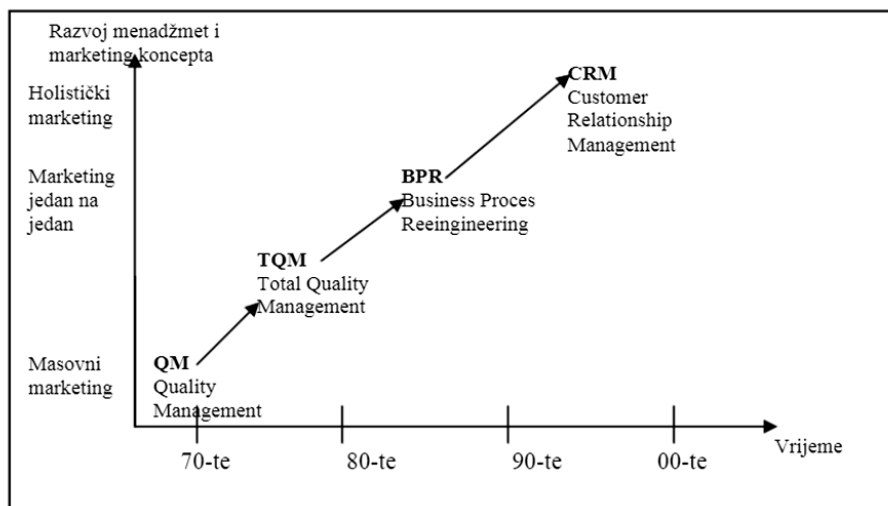 Razvoj menadžmet i
marketing koncepta
Holistički
marketing
Marketing
jedan na
jedan
Masovni
marketing
CRM
Customer
Relationship
Management
BPR
Business Proces
Reeingineering
TQM
Total Quality
Management
QM
Quality
Management
70-te
80-te
90-te
00-te
Vrijeme